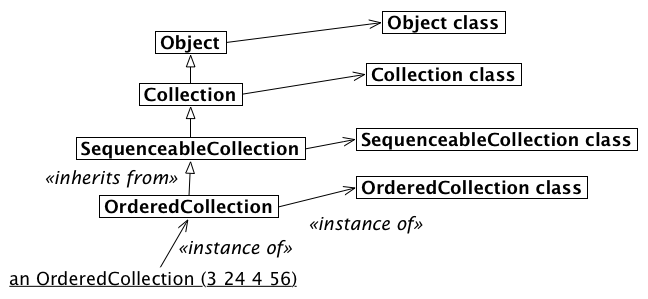 Object class
Object
Collection class
Collection
SequenceableCollection class
SequenceableCollection
«inherits from»
OrderedCollection class
OrderedCollection
«instance of»
«instance of»
an OrderedCollection (3 24 4 56)